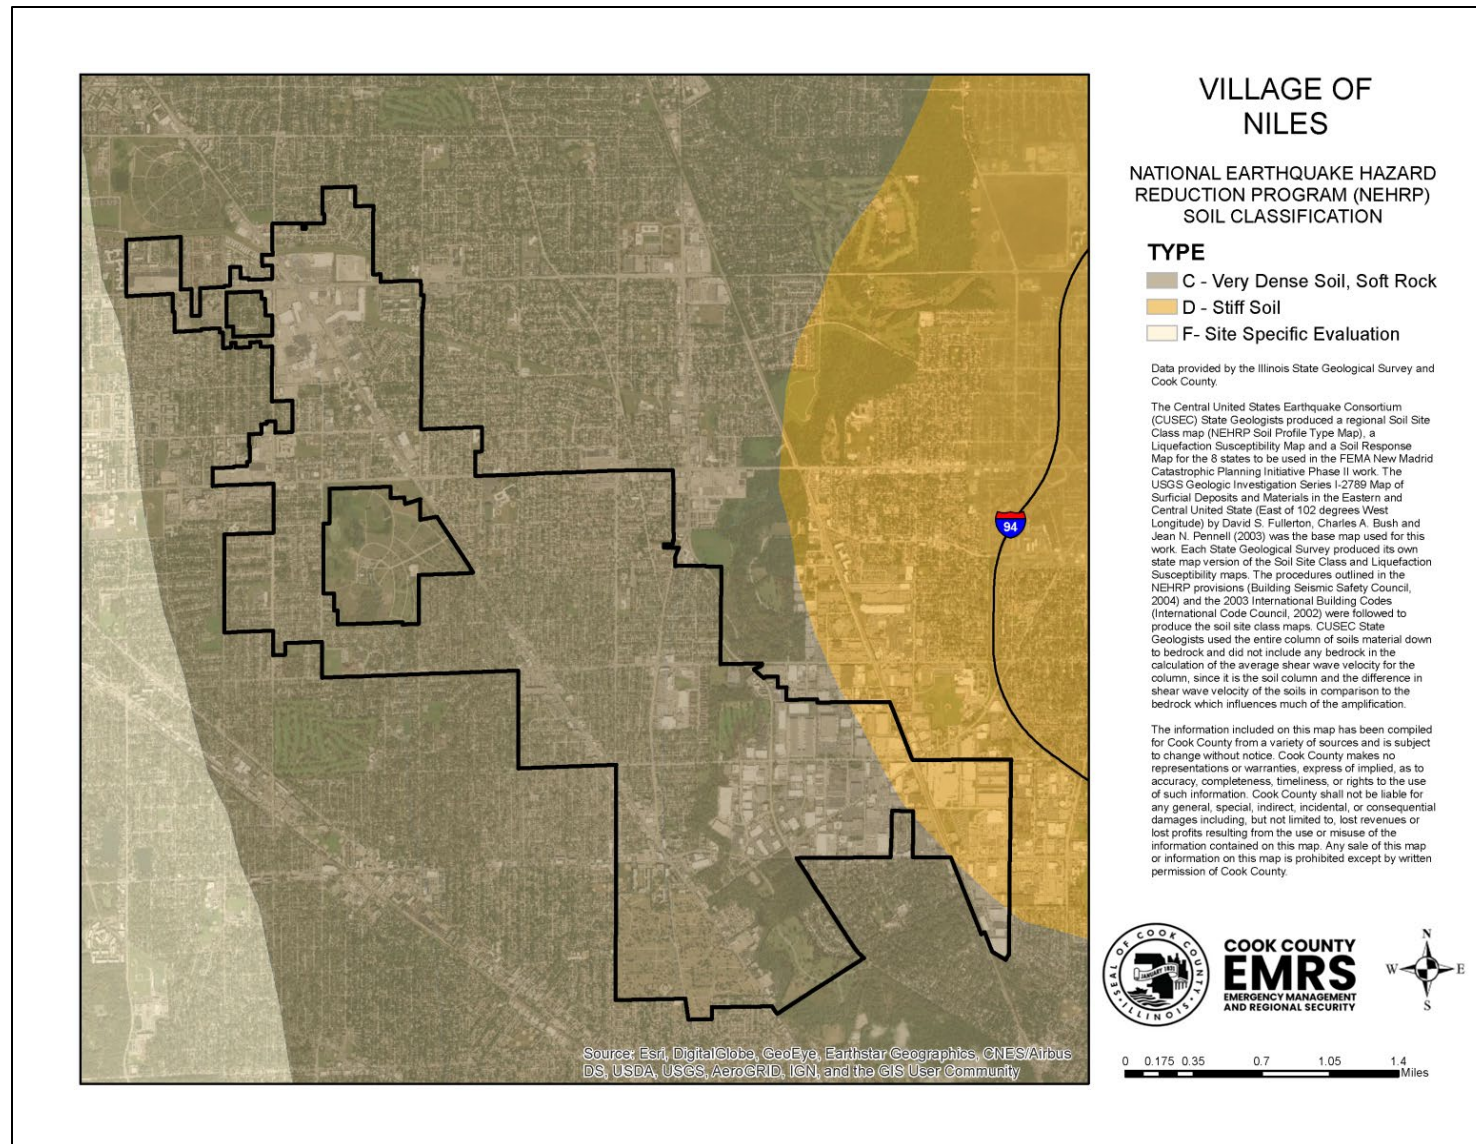 VILLAGE OF
NILES
NATIONAL EARTHQUAKE HAZARD
REDUCTION PROGRAM (NEHRP)
SOIL CLASSIFICATION
TYPE
C - Very Dense Soil, Soft Rock
D - Stiff Soil
F- Site Specific Evaluation
Data provided by the Illinois State Geological Survey and
Cook County.
The Central United States Earthquake Consortium
(CUSEC) State Geologists produced a regional Soil Site
Class map (NEHRP Soil Profile Type Map), a
Liquefaction Susceptibility Map and a Soil Response
Map for the 8 states to be used in the FEMA New Madrid
Catastrophic Planning Initiative Phase II work. The
USGS Geologic Investigation Series I-2789 Map of
Surficial Deposits and Materials in the Eastern and
Central United State (East of 102 degrees West
Longitude) by David S. Fullerton, Charles A. Bush and
Jean N. Pennell (2003) was the base map used for this
work. Each State Geological Survey produced its own
state map version of the Soil Site Class and Liquefaction
Susceptibility maps. The procedures outlined in the
NEHRP provisions (Building Seismic Safety Council,
2004) and the 2003 International Building Codes
(International Code Council, 2002) were followed to
produce the soil site class maps. CUSEC State
Geologists used the entire column of soils material down
to bedrock and did not include any bedrock in the
calculation of the average shear wave velocity for the
column, since it is the soil column and the difference in
shear wave velocity of the soils in comparison to the
bedrock which influences much of the amplification.
The information included on this map has been compiled
for Cook County from a variety of sources and is subject
to change without notice. Cook County makes no
representations or warranties, express of implied, as to
accuracy, completeness, timeliness, or rights to the use
of such information. Cook County shall not be liable for
any general, special, indirect, incidental, or consequential
damages including, but not limited to, lost revenues or
lost profits resulting from the use or misuse of the
information contained on this map. Any sale of this map
or information on this map is prohibited except by written
permission of Cook County.
94
SEAL OF COOK COUNTY
JANUARY 1831
ILLINOIS
COOK COUNTY
EMRS
EMERGENCY MANAGEMENT
AND REGIONAL SECURITY
N
W E
S
0 0.175 0.35 0.7 1.05 1.4
Miles
Source: Esri, DigitalGlobe, GeoEye, Earthstar Geographics, CNES/Airbus
DS, USDA, USGS, AeroGRID, IGN, and the GIS User Community